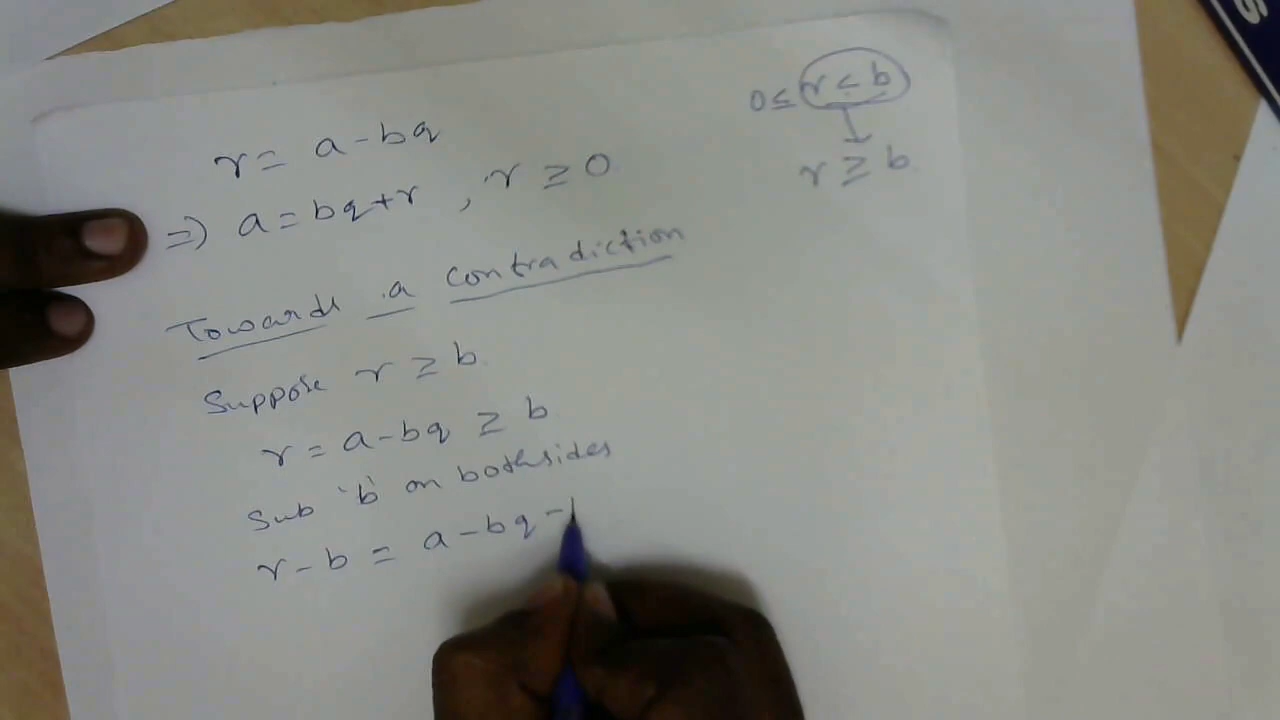 r = a - bq
⇒) a = bq + r , r ≥ 0
0 ≤ r < b
r ≥ b
Towards a contradiction
Suppose r ≥ b
r = a - bq ≥ b
Sub 'b' on bothsides
r - b = a - bq -